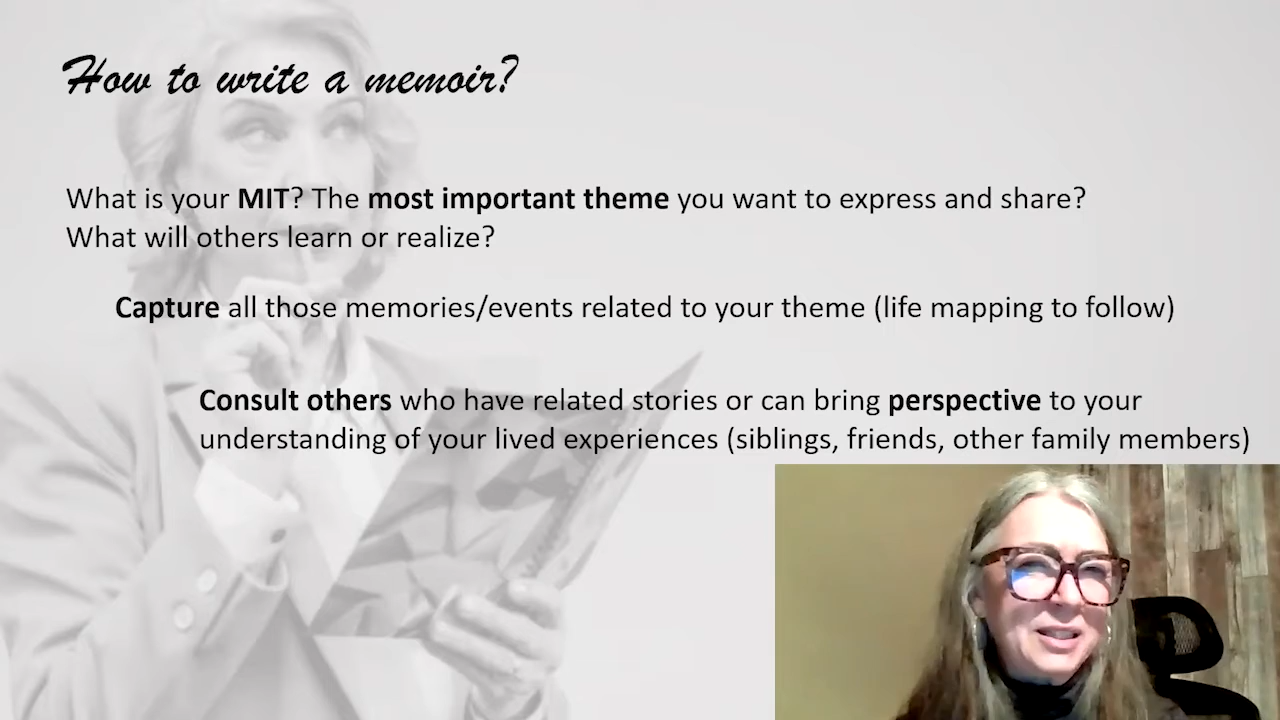 How to write a memoir?
What is your MIT? The most important theme you want to express and share?
What will others learn or realize?
Capture all those memories/events related to your theme (life mapping to follow)
Consult others who have related stories or can bring perspective to your
understanding of your lived experiences (siblings, friends, other family members)